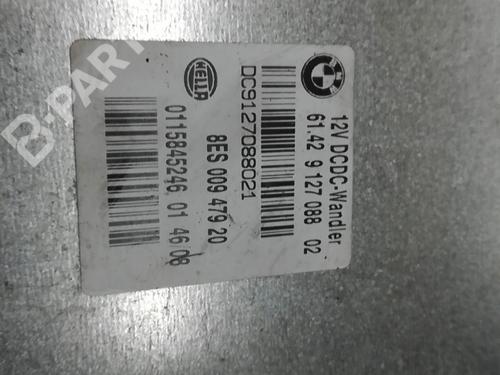 12V DCDC-Wandler
61.42 9 127 088 02
DC9127088021
HELLA
8ES 009 479 20
0115845246 01 46 08
B-PARTS